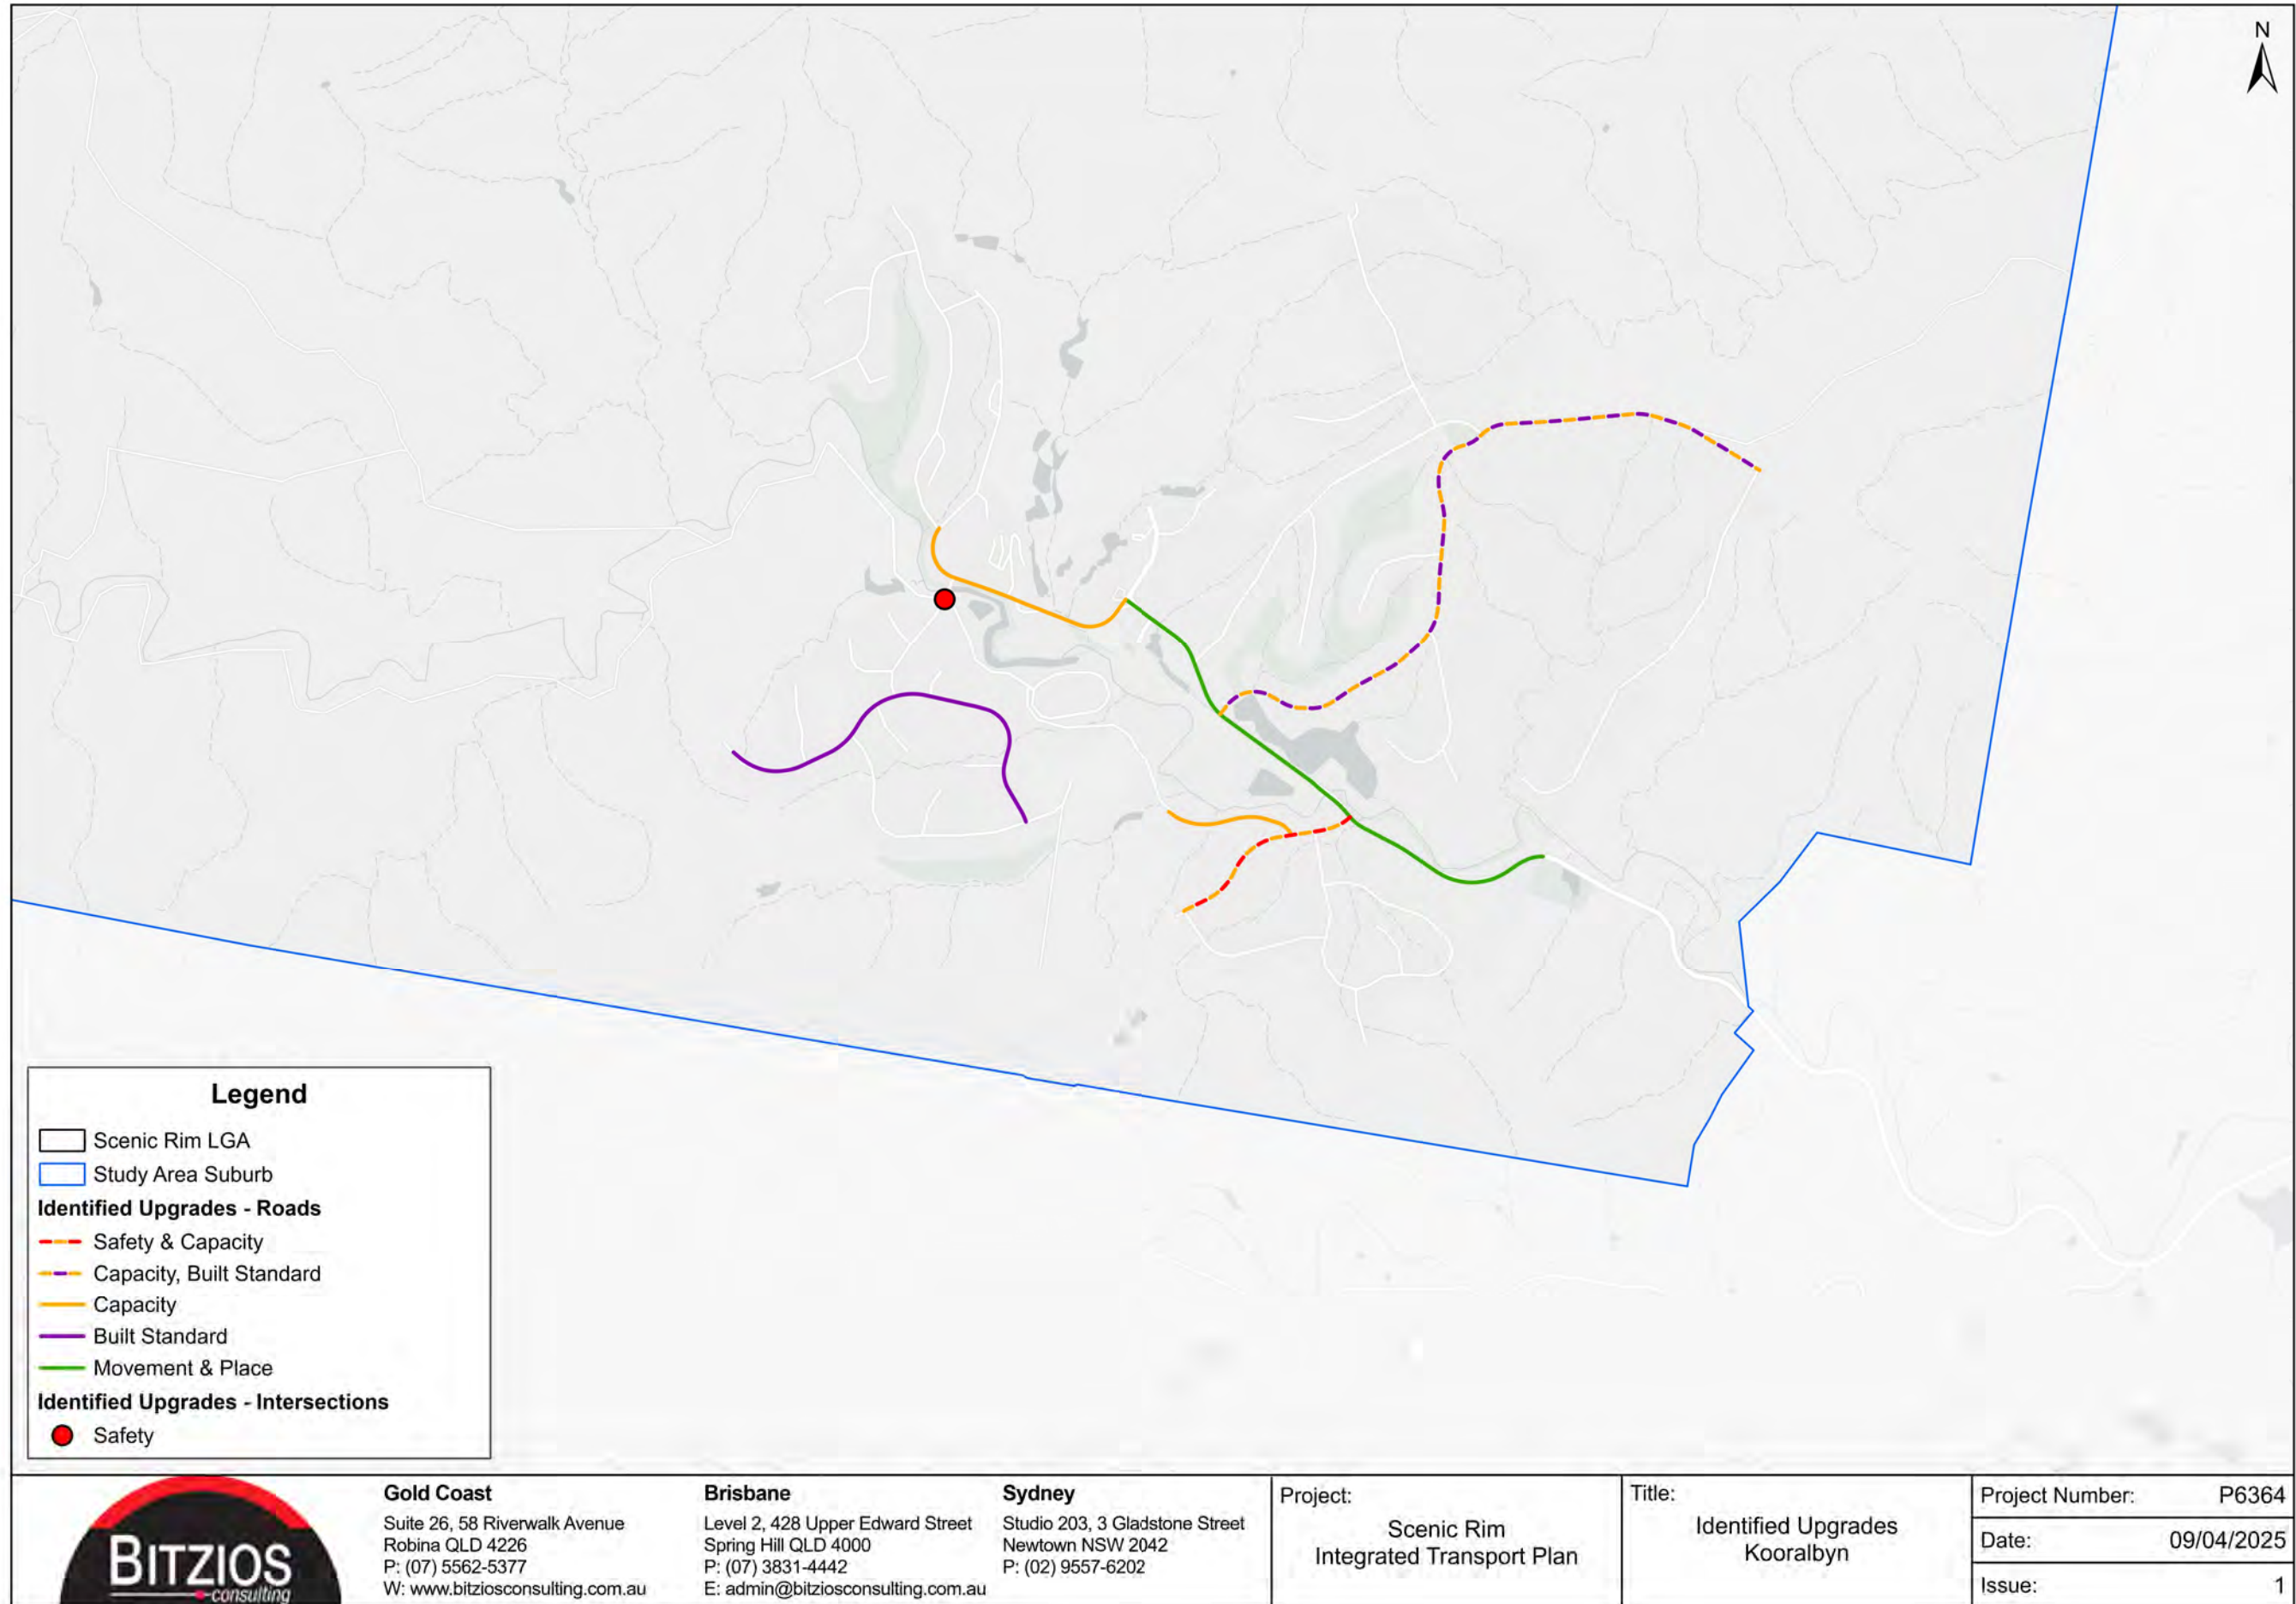 N
Legend
Scenic Rim LGA
Study Area Suburb
Identified Upgrades - Roads
Safety & Capacity
Capacity, Built Standard
Capacity
Built Standard
Movement & Place
Identified Upgrades - Intersections
Safety
BITZIOS
consulting
Gold Coast
Suite 26, 58 Riverwalk Avenue
Robina QLD 4226
P: (07) 5562-5377
W: www.bitziosconsulting.com.au
Brisbane
Level 2, 428 Upper Edward Street
Spring Hill QLD 4000
P: (07) 3831-4442
E: admin@bitziosconsulting.com.au
Sydney
Studio 203, 3 Gladstone Street
Newtown NSW 2042
P: (02) 9557-6202
Project:
Scenic Rim
Integrated Transport Plan
Title:
Identified Upgrades
Kooralbyn
Project Number: P6364
Date: 09/04/2025
Issue: 1